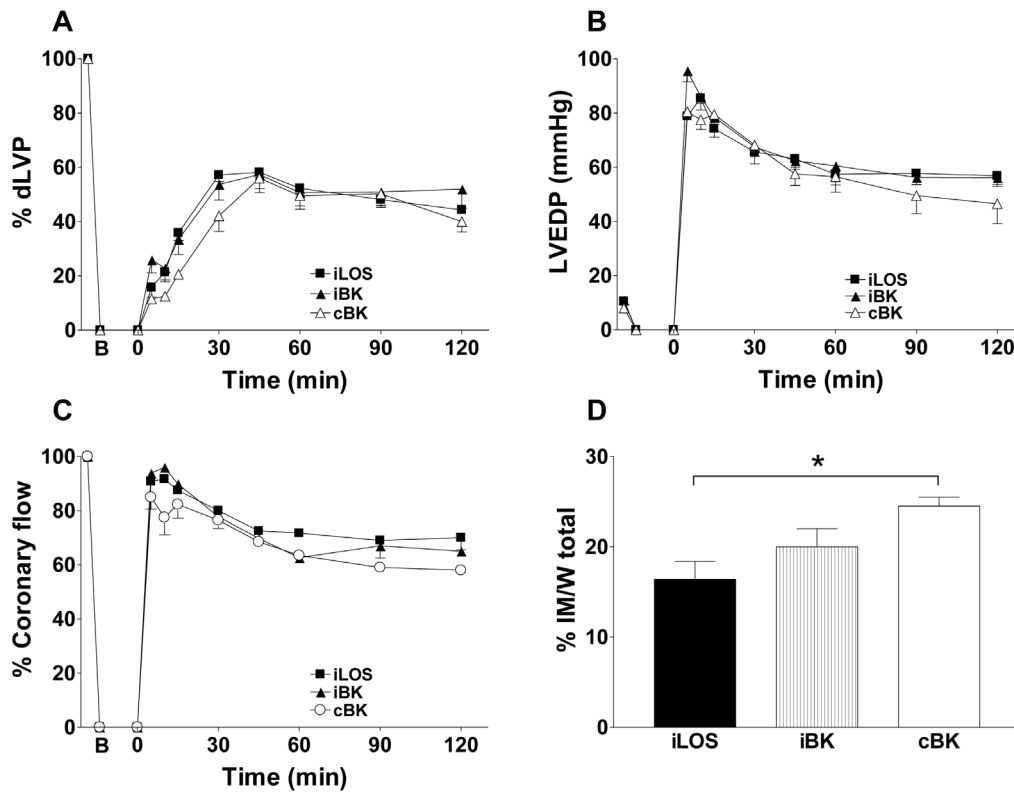 A
% dLVP
100
80
60
40
20
0
iLOS
iBK
cBK
B 0 30 60 90 120
Time (min)
B
LVEDP (mmHg)
100
80
60
40
20
0
iLOS
iBK
cBK
0 30 60 90 120
Time (min)
C
% Coronary flow
100
80
60
40
20
0
iLOS
iBK
cBK
B 0 30 60 90 120
Time (min)
D
% IM/W total
30
20
10
0
*
iLOS iBK cBK